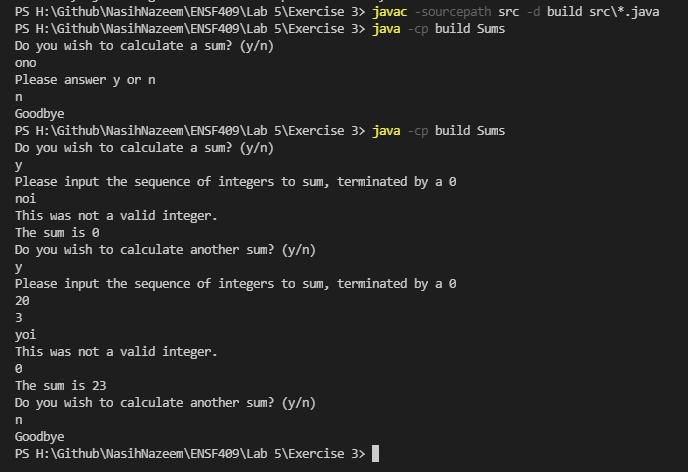 PS H:\Github\NasihNazeem\ENSF409\Lab 5\Exercise 3> javac -sourcepath src -d build src\*.java
PS H:\Github\NasihNazeem\ENSF409\Lab 5\Exercise 3> java -cp build Sums
Do you wish to calculate a sum? (y/n)
ono
Please answer y or n
n
Goodbye
PS H:\Github\NasihNazeem\ENSF409\Lab 5\Exercise 3> java -cp build Sums
Do you wish to calculate a sum? (y/n)
y
Please input the sequence of integers to sum, terminated by a 0
noi
This was not a valid integer.
The sum is 0
Do you wish to calculate another sum? (y/n)
y
Please input the sequence of integers to sum, terminated by a 0
20
3
yoi
This was not a valid integer.
0
The sum is 23
Do you wish to calculate another sum? (y/n)
n
Goodbye
PS H:\Github\NasihNazeem\ENSF409\Lab 5\Exercise 3>